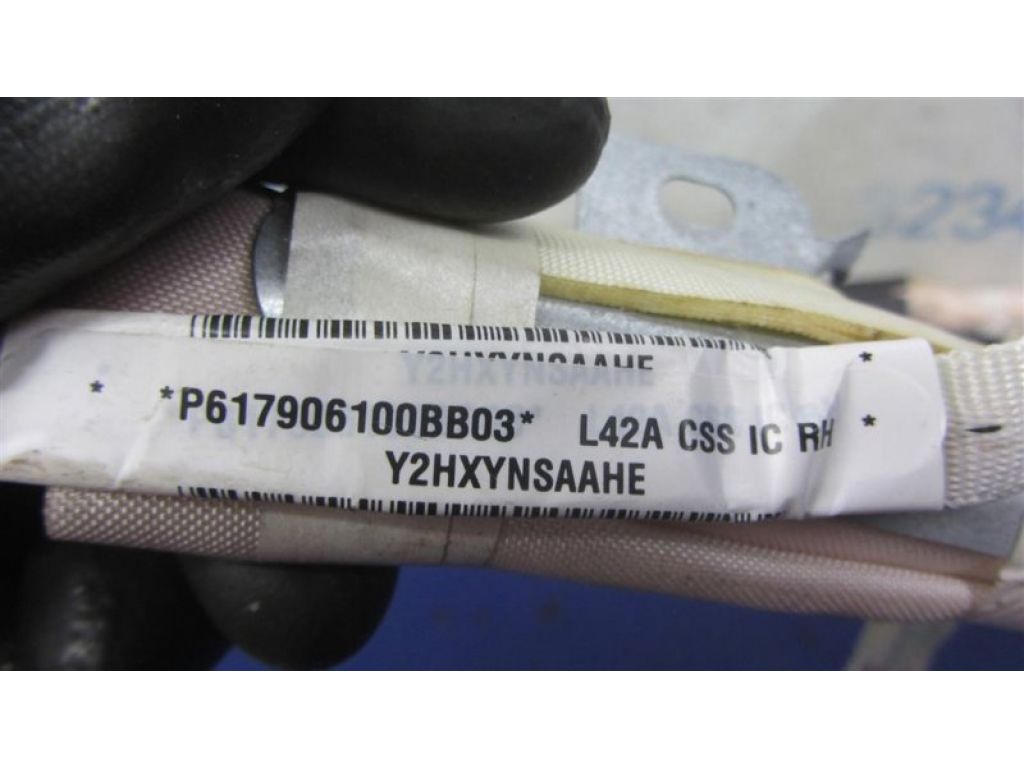 Y2HXYNSAAHE
* *P617906100BB03* L42A CSS IC RH *
*
Y2HXYNSAAHE